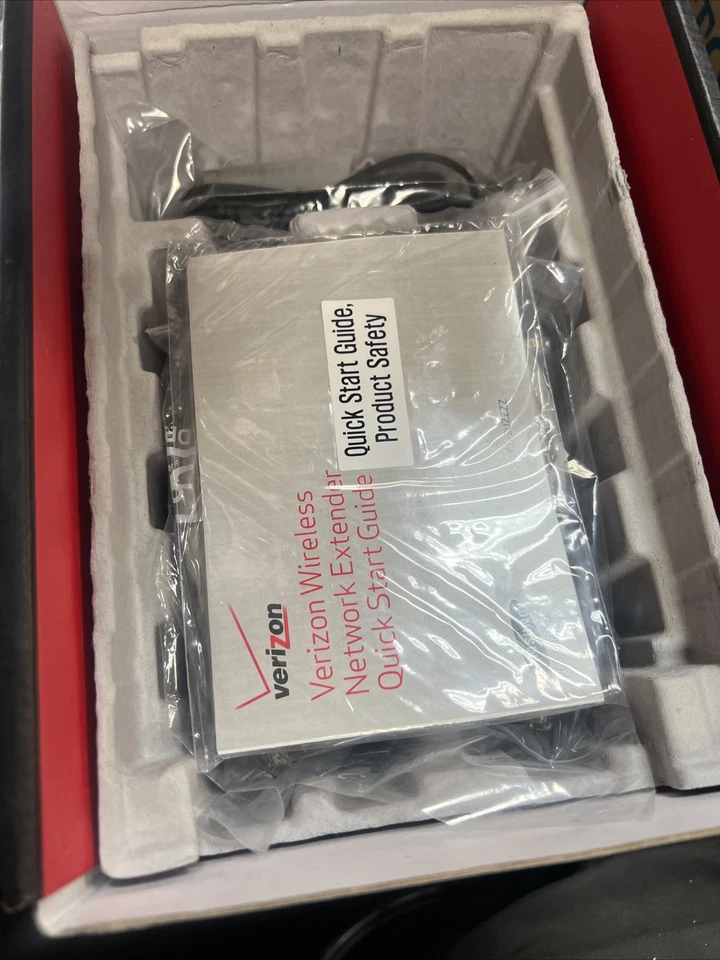 Quick Start Guide,
Product Safety
verizon
Verizon Wireless
Network Extender
Quick Start Guide